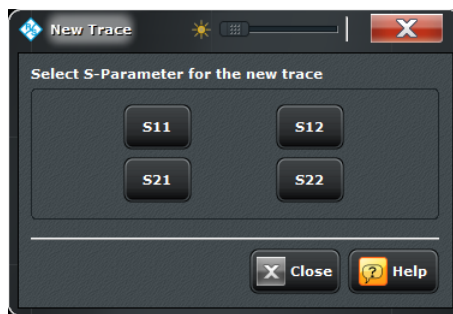 New Trace
X
Select S-Parameter for the new trace
S11 S12
S21 S22
X Close ? Help